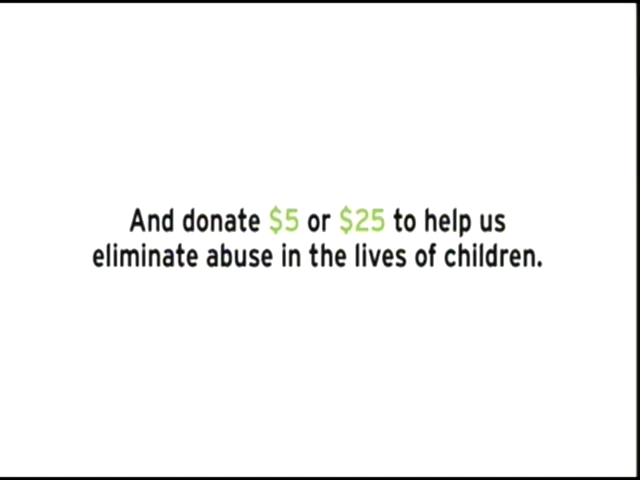 And donate $5 or $25 to help us
eliminate abuse in the lives of children.